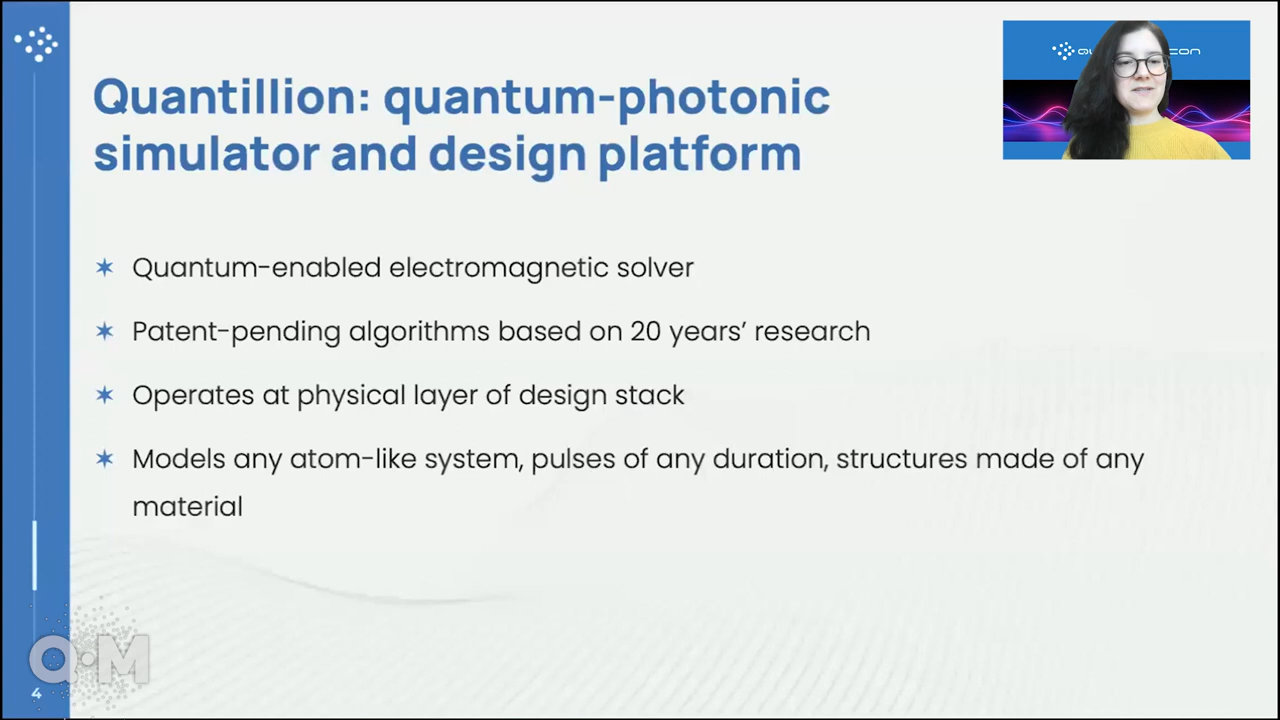 Quantillion: quantum-photonic
simulator and design platform
✶ Quantum-enabled electromagnetic solver
✶ Patent-pending algorithms based on 20 years’ research
✶ Operates at physical layer of design stack
✶ Models any atom-like system, pulses of any duration, structures made of any
material
Q·M
4